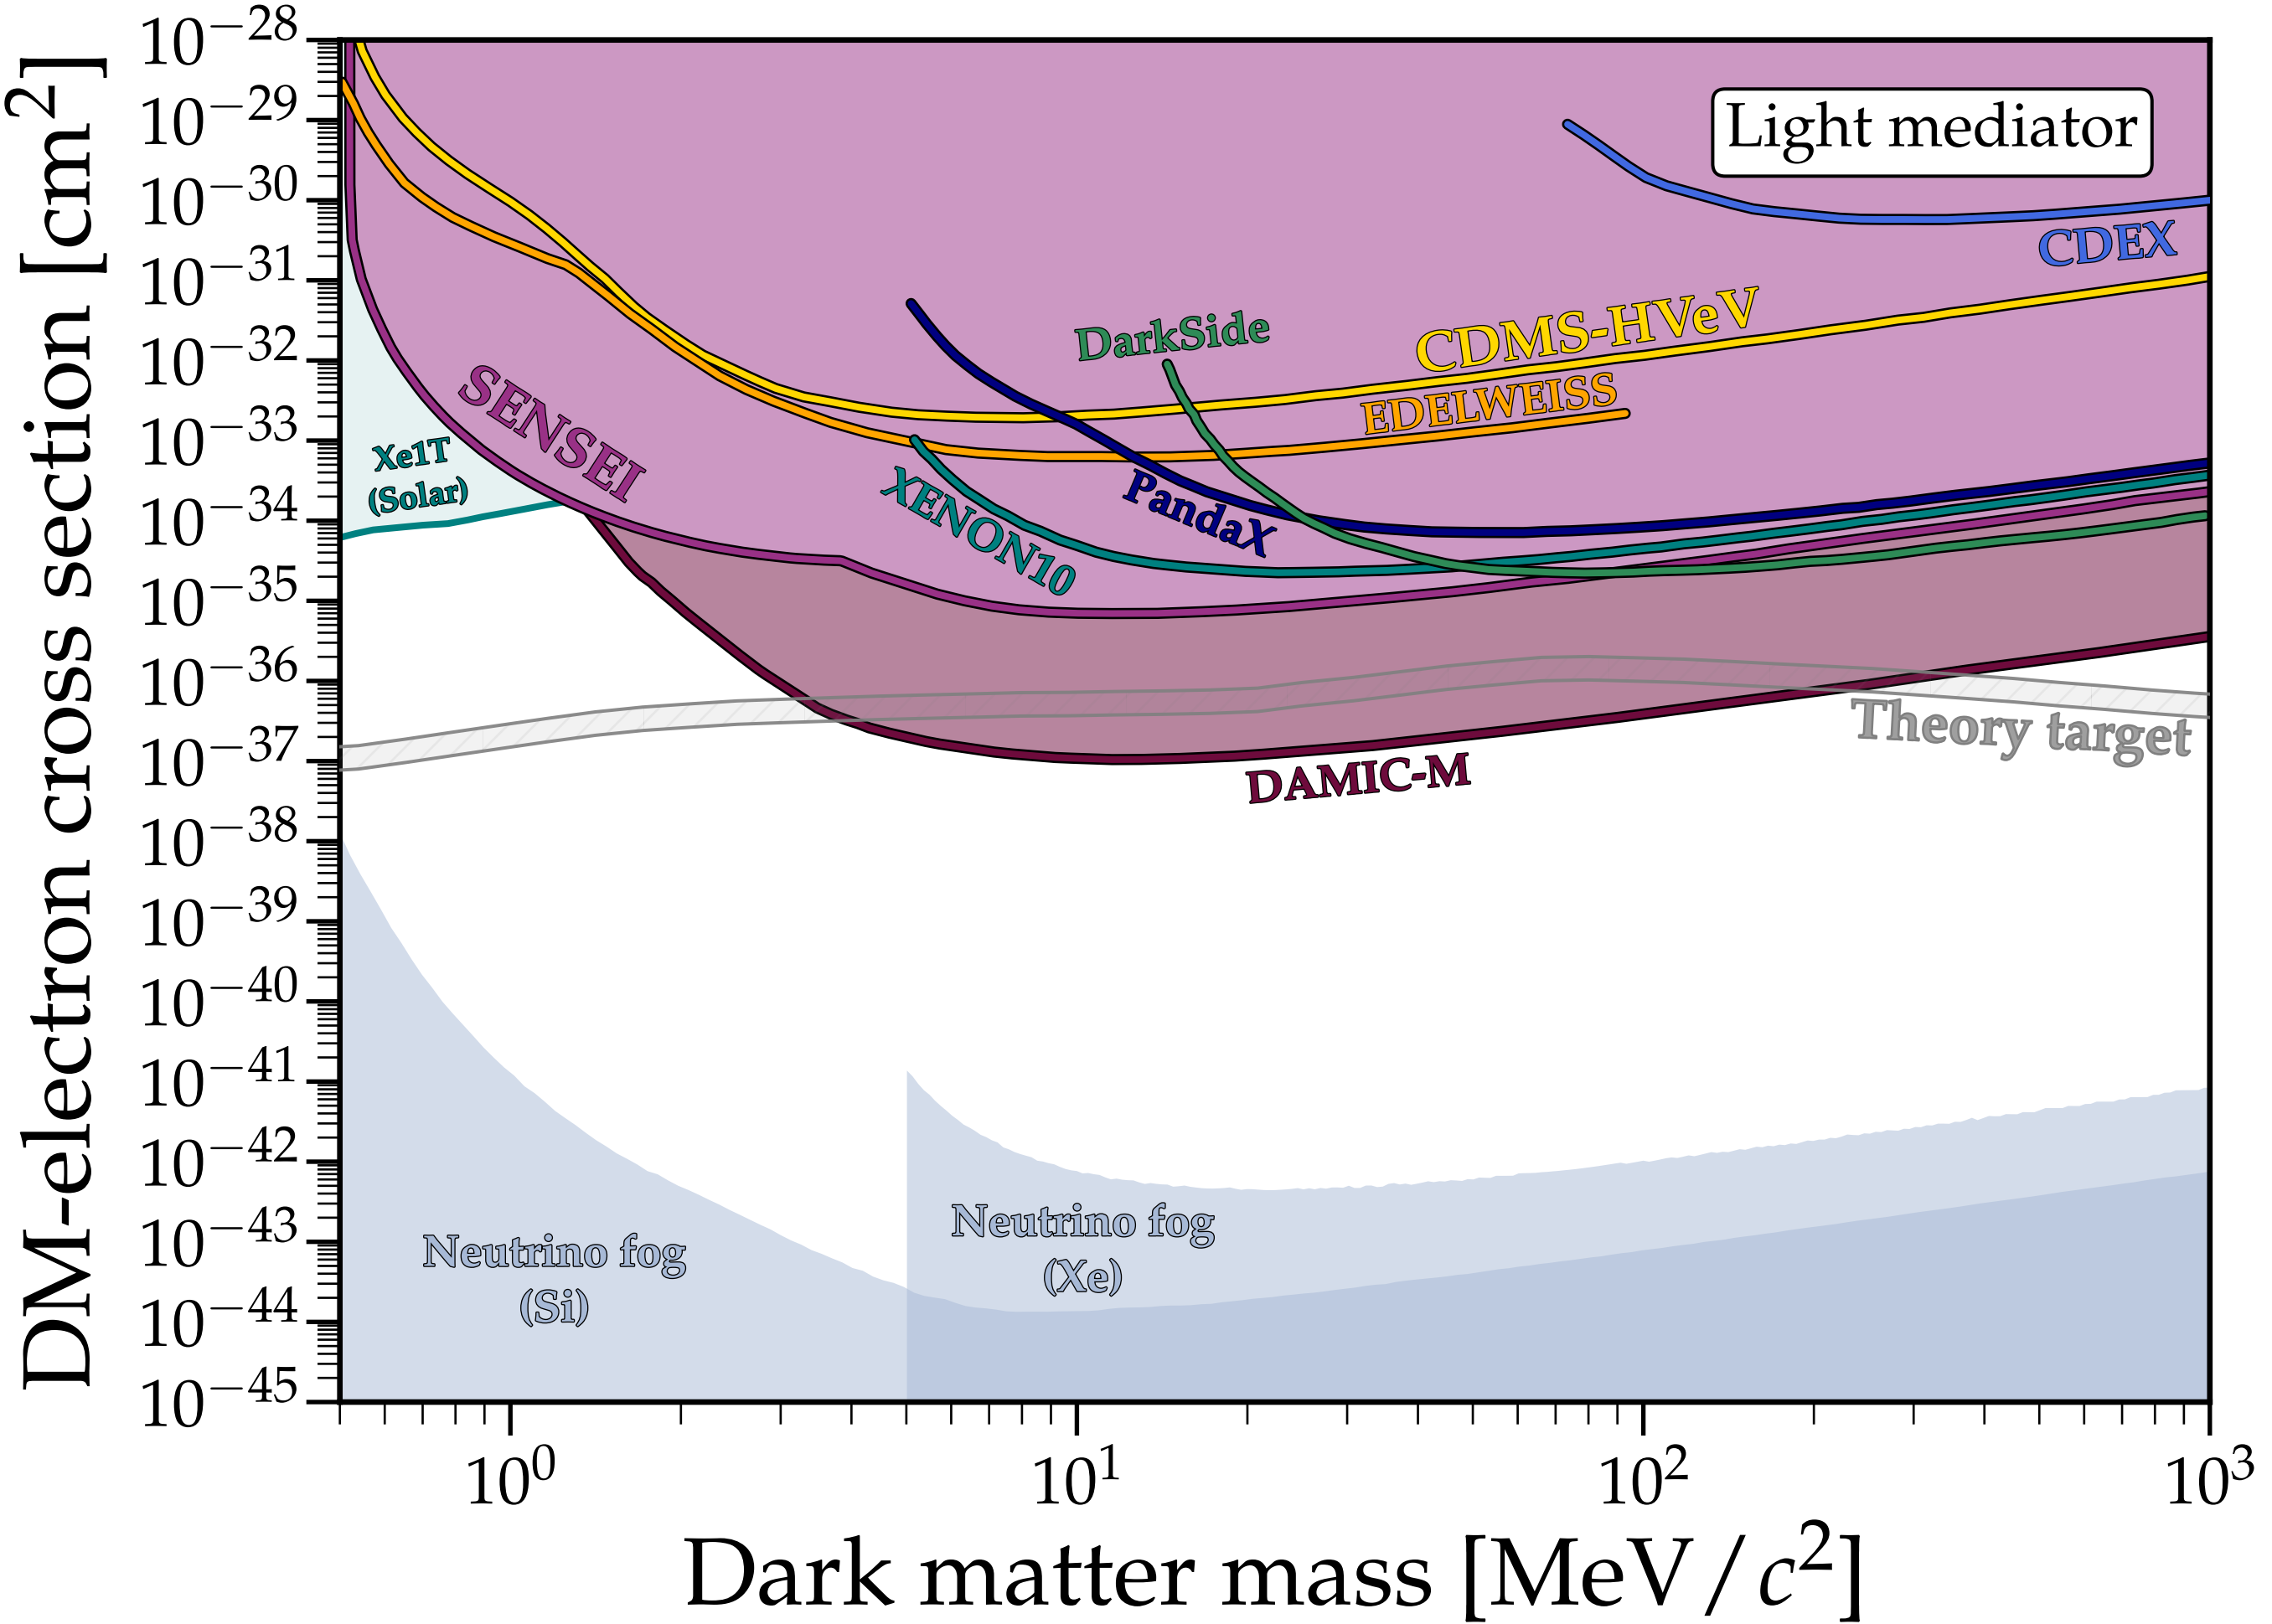 DM-electron cross section [cm²]
10⁻²⁸
10⁻²⁹
10⁻³⁰
10⁻³¹
10⁻³²
10⁻³³
10⁻³⁴
10⁻³⁵
10⁻³⁶
10⁻³⁷
10⁻³⁸
10⁻³⁹
10⁻⁴⁰
10⁻⁴¹
10⁻⁴²
10⁻⁴³
10⁻⁴⁴
10⁻⁴⁵
Light mediator
CDEX
CDMS-HVeV
DarkSide
EDELWEISS
SENSEI
Xe1T
(Solar)
XENON10
PandaX
Theory target
DAMIC-M
Neutrino fog
(Xe)
Neutrino fog
(Si)
10⁰
10¹
10²
10³
Dark matter mass [MeV/c²]